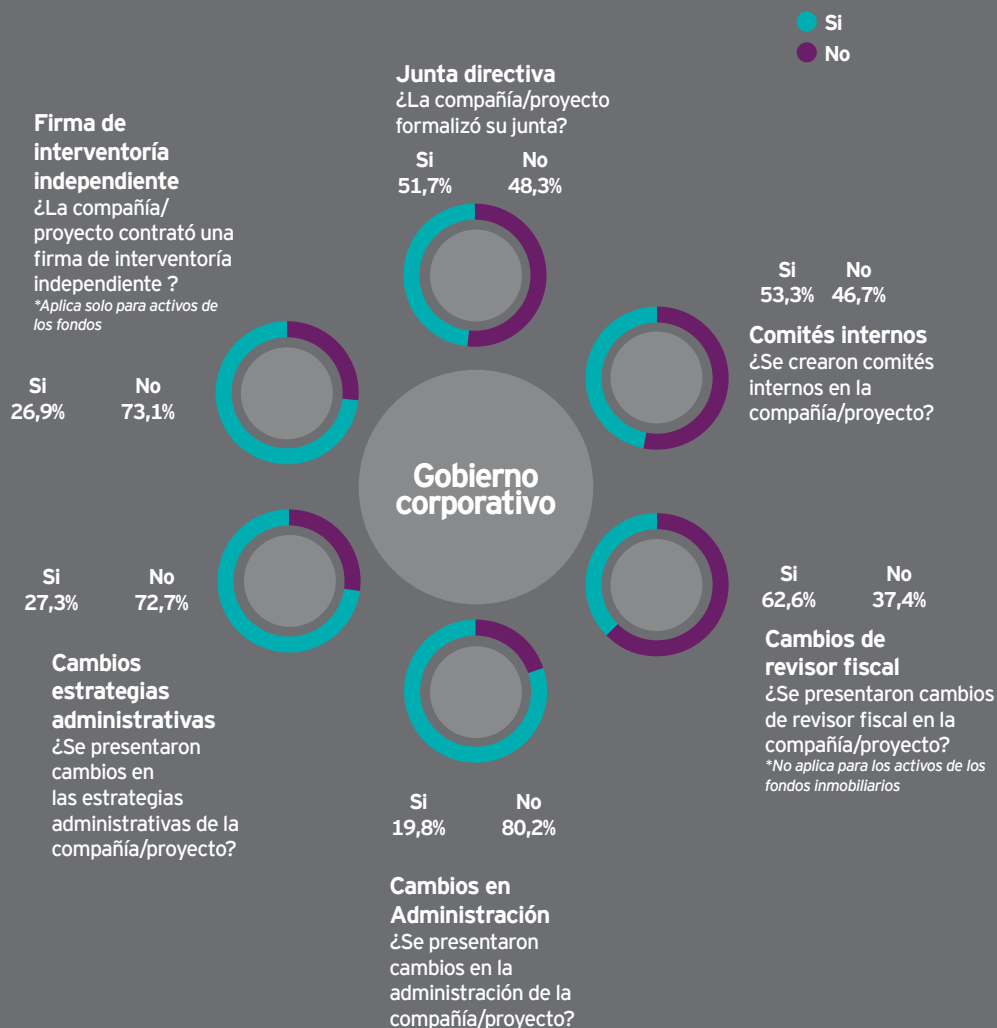 Si
No
Junta directiva
¿La compañía/proyecto
formalizó su junta?
Si No
51,7% 48,3%
Firma de
interventoría
independiente
¿La compañía/
proyecto contrató una
firma de interventoría
independiente ?
*Aplica solo para activos de
los fondos
Si No
26,9% 73,1%
Si No
53,3% 46,7%
Comités internos
¿Se crearon comités
internos en la
compañía/proyecto?
Gobierno
corporativo
Si No
27,3% 72,7%
Cambios
estrategias
administrativas
¿Se presentaron
cambios en
las estrategias
administrativas de la
compañía/proyecto?
Si No
62,6% 37,4%
Cambios de
revisor fiscal
¿Se presentaron cambios
de revisor fiscal en la
compañía/proyecto?
*No aplica para los activos de los
fondos inmobiliarios
Si No
19,8% 80,2%
Cambios en
Administración
¿Se presentaron
cambios en la
administración de la
compañía/proyecto?